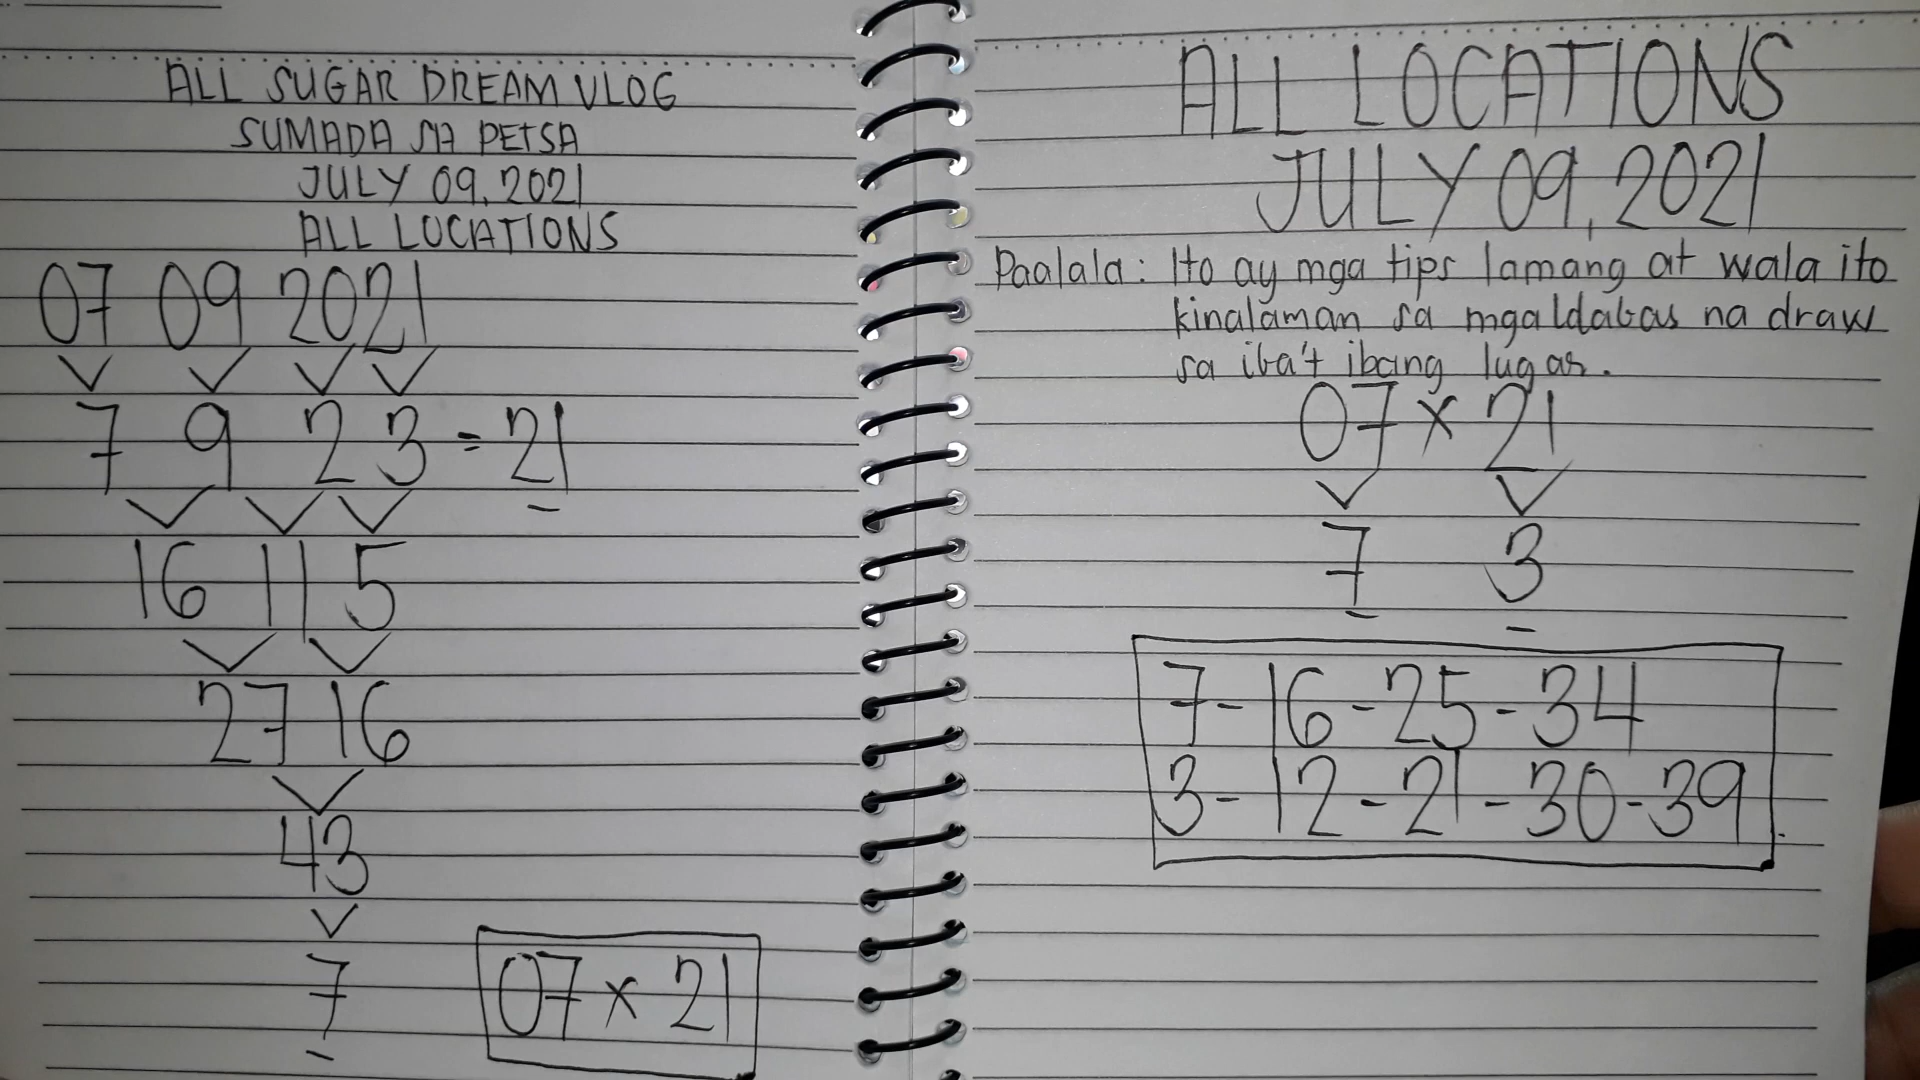 ALL SUGAR DREAM VLOG
SUMADA SA PETSA
JULY 09, 2021
ALL LOCATIONS
07 09 2021
7 9 2 3 = 21
16 11 5
27 16
43
7
07 x 21
ALL LOCATIONS
JULY 09, 2021
Paalala: Ito ay mga tips lamang at wala ito
kinalaman sa mga ldabas na draw
sa iba't ibang lugar.
07 x 21
7 3
7-16-25-34
3-12-21-30-39